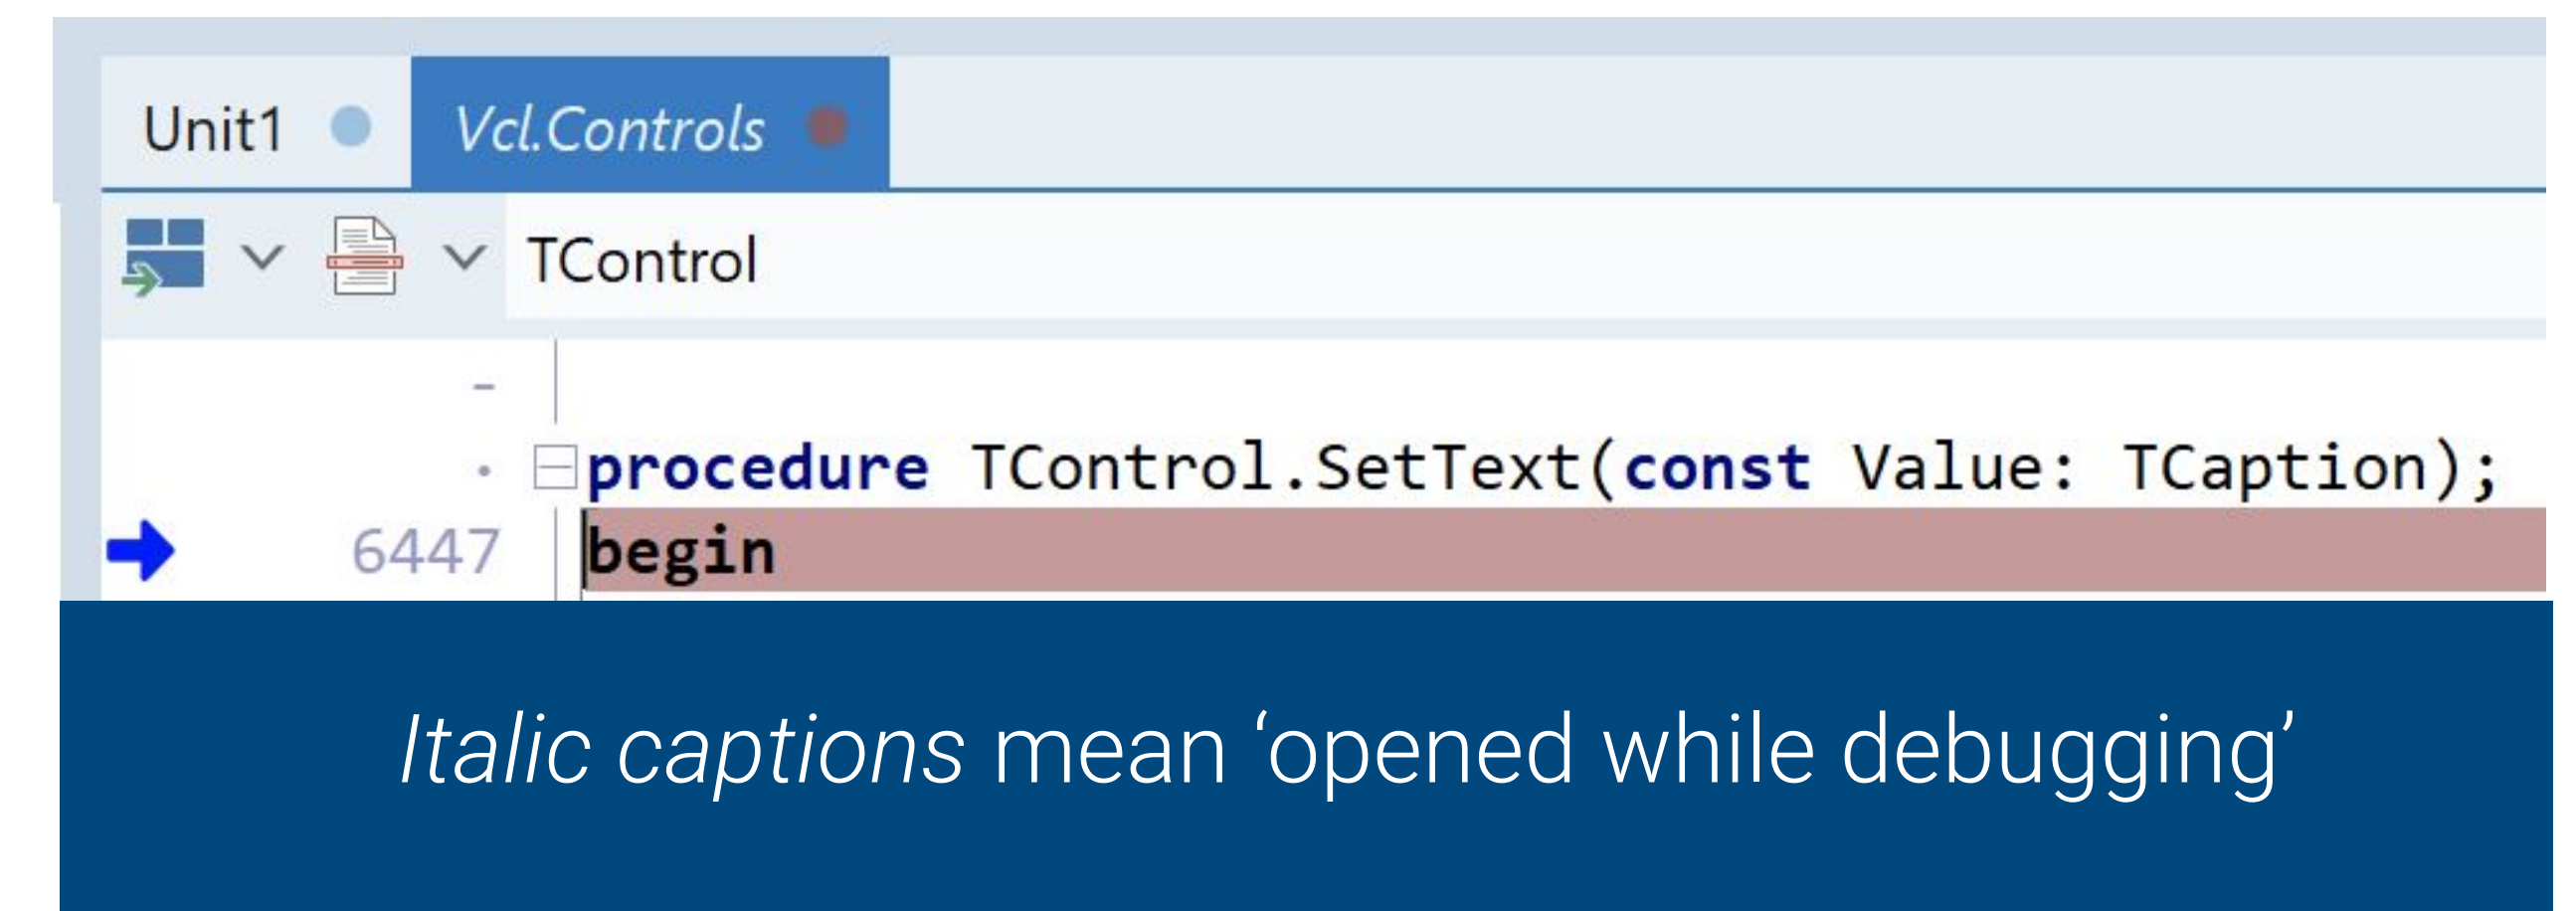 Unit1 Vcl.Controls
TControl
procedure TControl.SetText(const Value: TCaption);
6447 begin
Italic captions mean ‘opened while debugging’